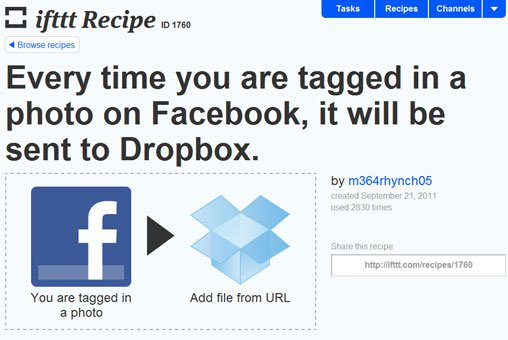 ifttt Recipe ID 1760
Tasks Recipes Channels
Browse recipes
Every time you are tagged in a
photo on Facebook, it will be
sent to Dropbox.
f
You are tagged in
a photo
Add file from URL
by m364rhynch05
created September 21, 2011
used 2830 times
Share this recipe
http://ifttt.com/recipes/1760